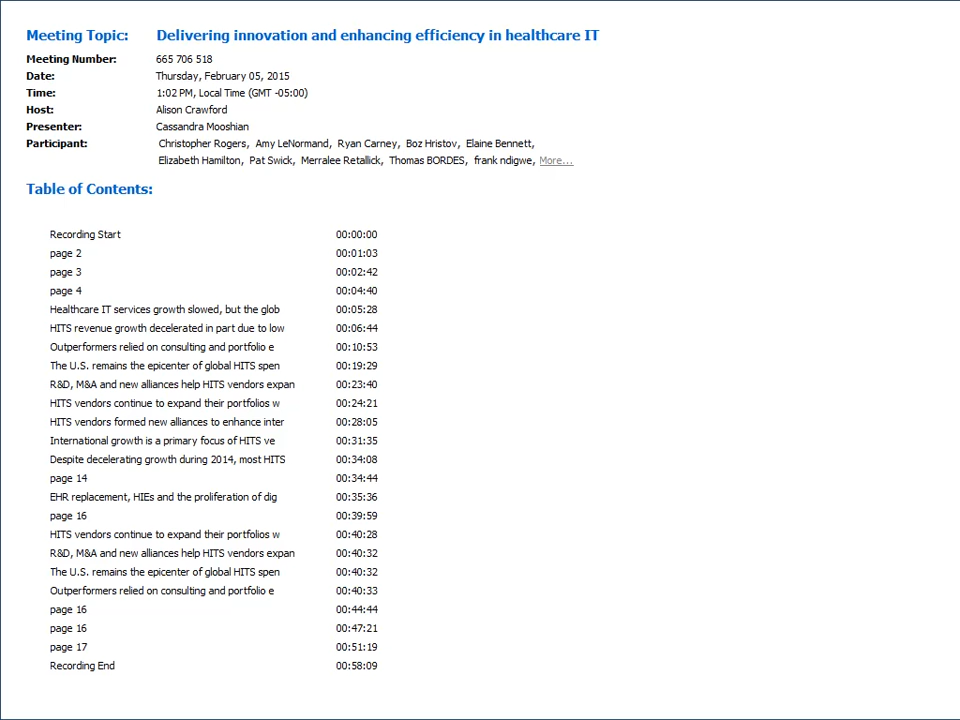 Meeting Topic: Delivering innovation and enhancing efficiency in healthcare IT
Meeting Number: 665 706 518
Date: Thursday, February 05, 2015
Time: 1:02 PM, Local Time (GMT -05:00)
Host: Alison Crawford
Presenter: Cassandra Mooshian
Participant: Christopher Rogers, Amy LeNormand, Ryan Carney, Boz Hristov, Elaine Bennett,
Elizabeth Hamilton, Pat Swick, Merralee Retallick, Thomas BORDES, frank ndigwe, More...
Table of Contents:
Recording Start 00:00:00
page 2 00:01:03
page 3 00:02:42
page 4 00:04:40
Healthcare IT services growth slowed, but the glob 00:05:28
HITS revenue growth decelerated in part due to low 00:06:44
Outperformers relied on consulting and portfolio e 00:10:53
The U.S. remains the epicenter of global HITS spen 00:19:29
R&D, M&A and new alliances help HITS vendors expan 00:23:40
HITS vendors continue to expand their portfolios w 00:24:21
HITS vendors formed new alliances to enhance inter 00:28:05
International growth is a primary focus of HITS ve 00:31:35
Despite decelerating growth during 2014, most HITS 00:34:08
page 14 00:34:44
EHR replacement, HIEs and the proliferation of dig 00:35:36
page 16 00:39:59
HITS vendors continue to expand their portfolios w 00:40:28
R&D, M&A and new alliances help HITS vendors expan 00:40:32
The U.S. remains the epicenter of global HITS spen 00:40:32
Outperformers relied on consulting and portfolio e 00:40:33
page 16 00:44:44
page 16 00:47:21
page 17 00:51:19
Recording End 00:58:09